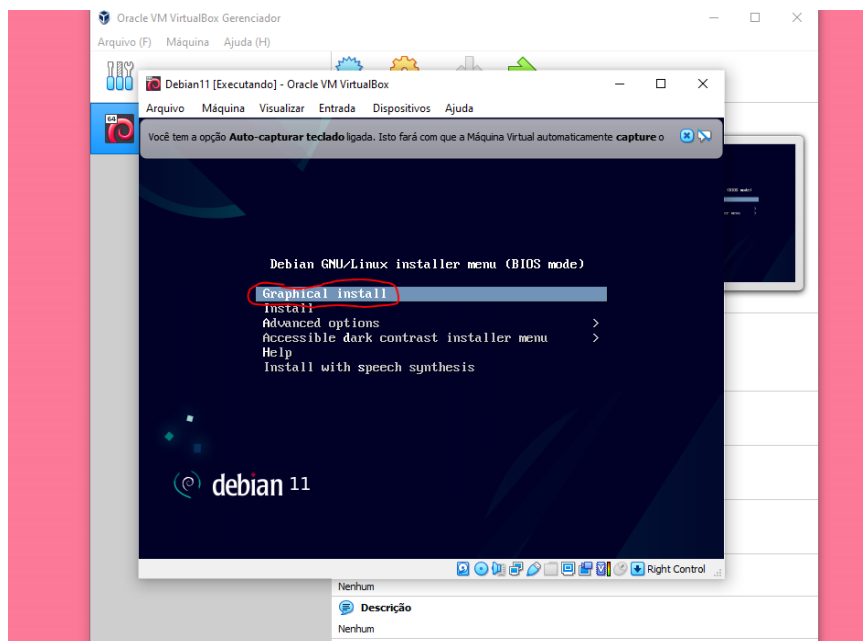 Oracle VM VirtualBox Gerenciador
Arquivo (F) Máquina Ajuda (H)
Debian11 [Executando] - Oracle VM VirtualBox
Arquivo Máquina Visualizar Entrada Dispositivos Ajuda
64
Você tem a opção Auto-capturar teclado ligada. Isto fará com que a Máquina Virtual automaticamente capture o
Debian GNU/Linux installer menu (BIOS mode)
Graphical install
Install
Advanced options >
Accessible dark contrast installer menu >
Help
Install with speech synthesis
debian 11
Right Control
Nenhum
Descrição
Nenhum